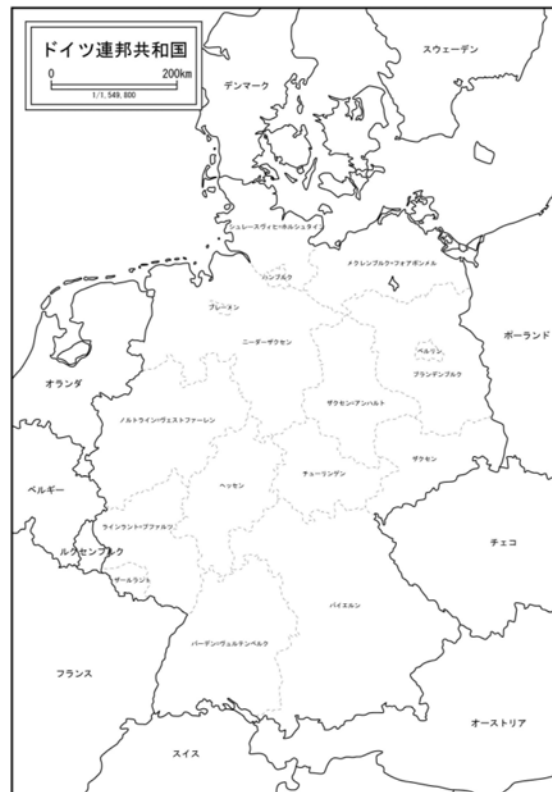 ドイツ連邦共和国
0 200km
1/1,549,800
スウェーデン
デンマーク
シュレースヴィヒ=ホルシュタイン
メクレンブルク・フォアポンメル
ハンブルク
ブレーメン
ポーランド
ニーダーザクセン
ベルリン
ブランデンブルク
オランダ
ザクセン=アンハルト
ノルトライン=ヴェストファーレン
ザクセン
チューリンゲン
ヘッセン
ベルギー
ラインラント=プファルツ
チェコ
ルクセンブルク
ザールラント
バイエルン
バーデン=ヴュルテンベルク
フランス
オーストリア
スイス